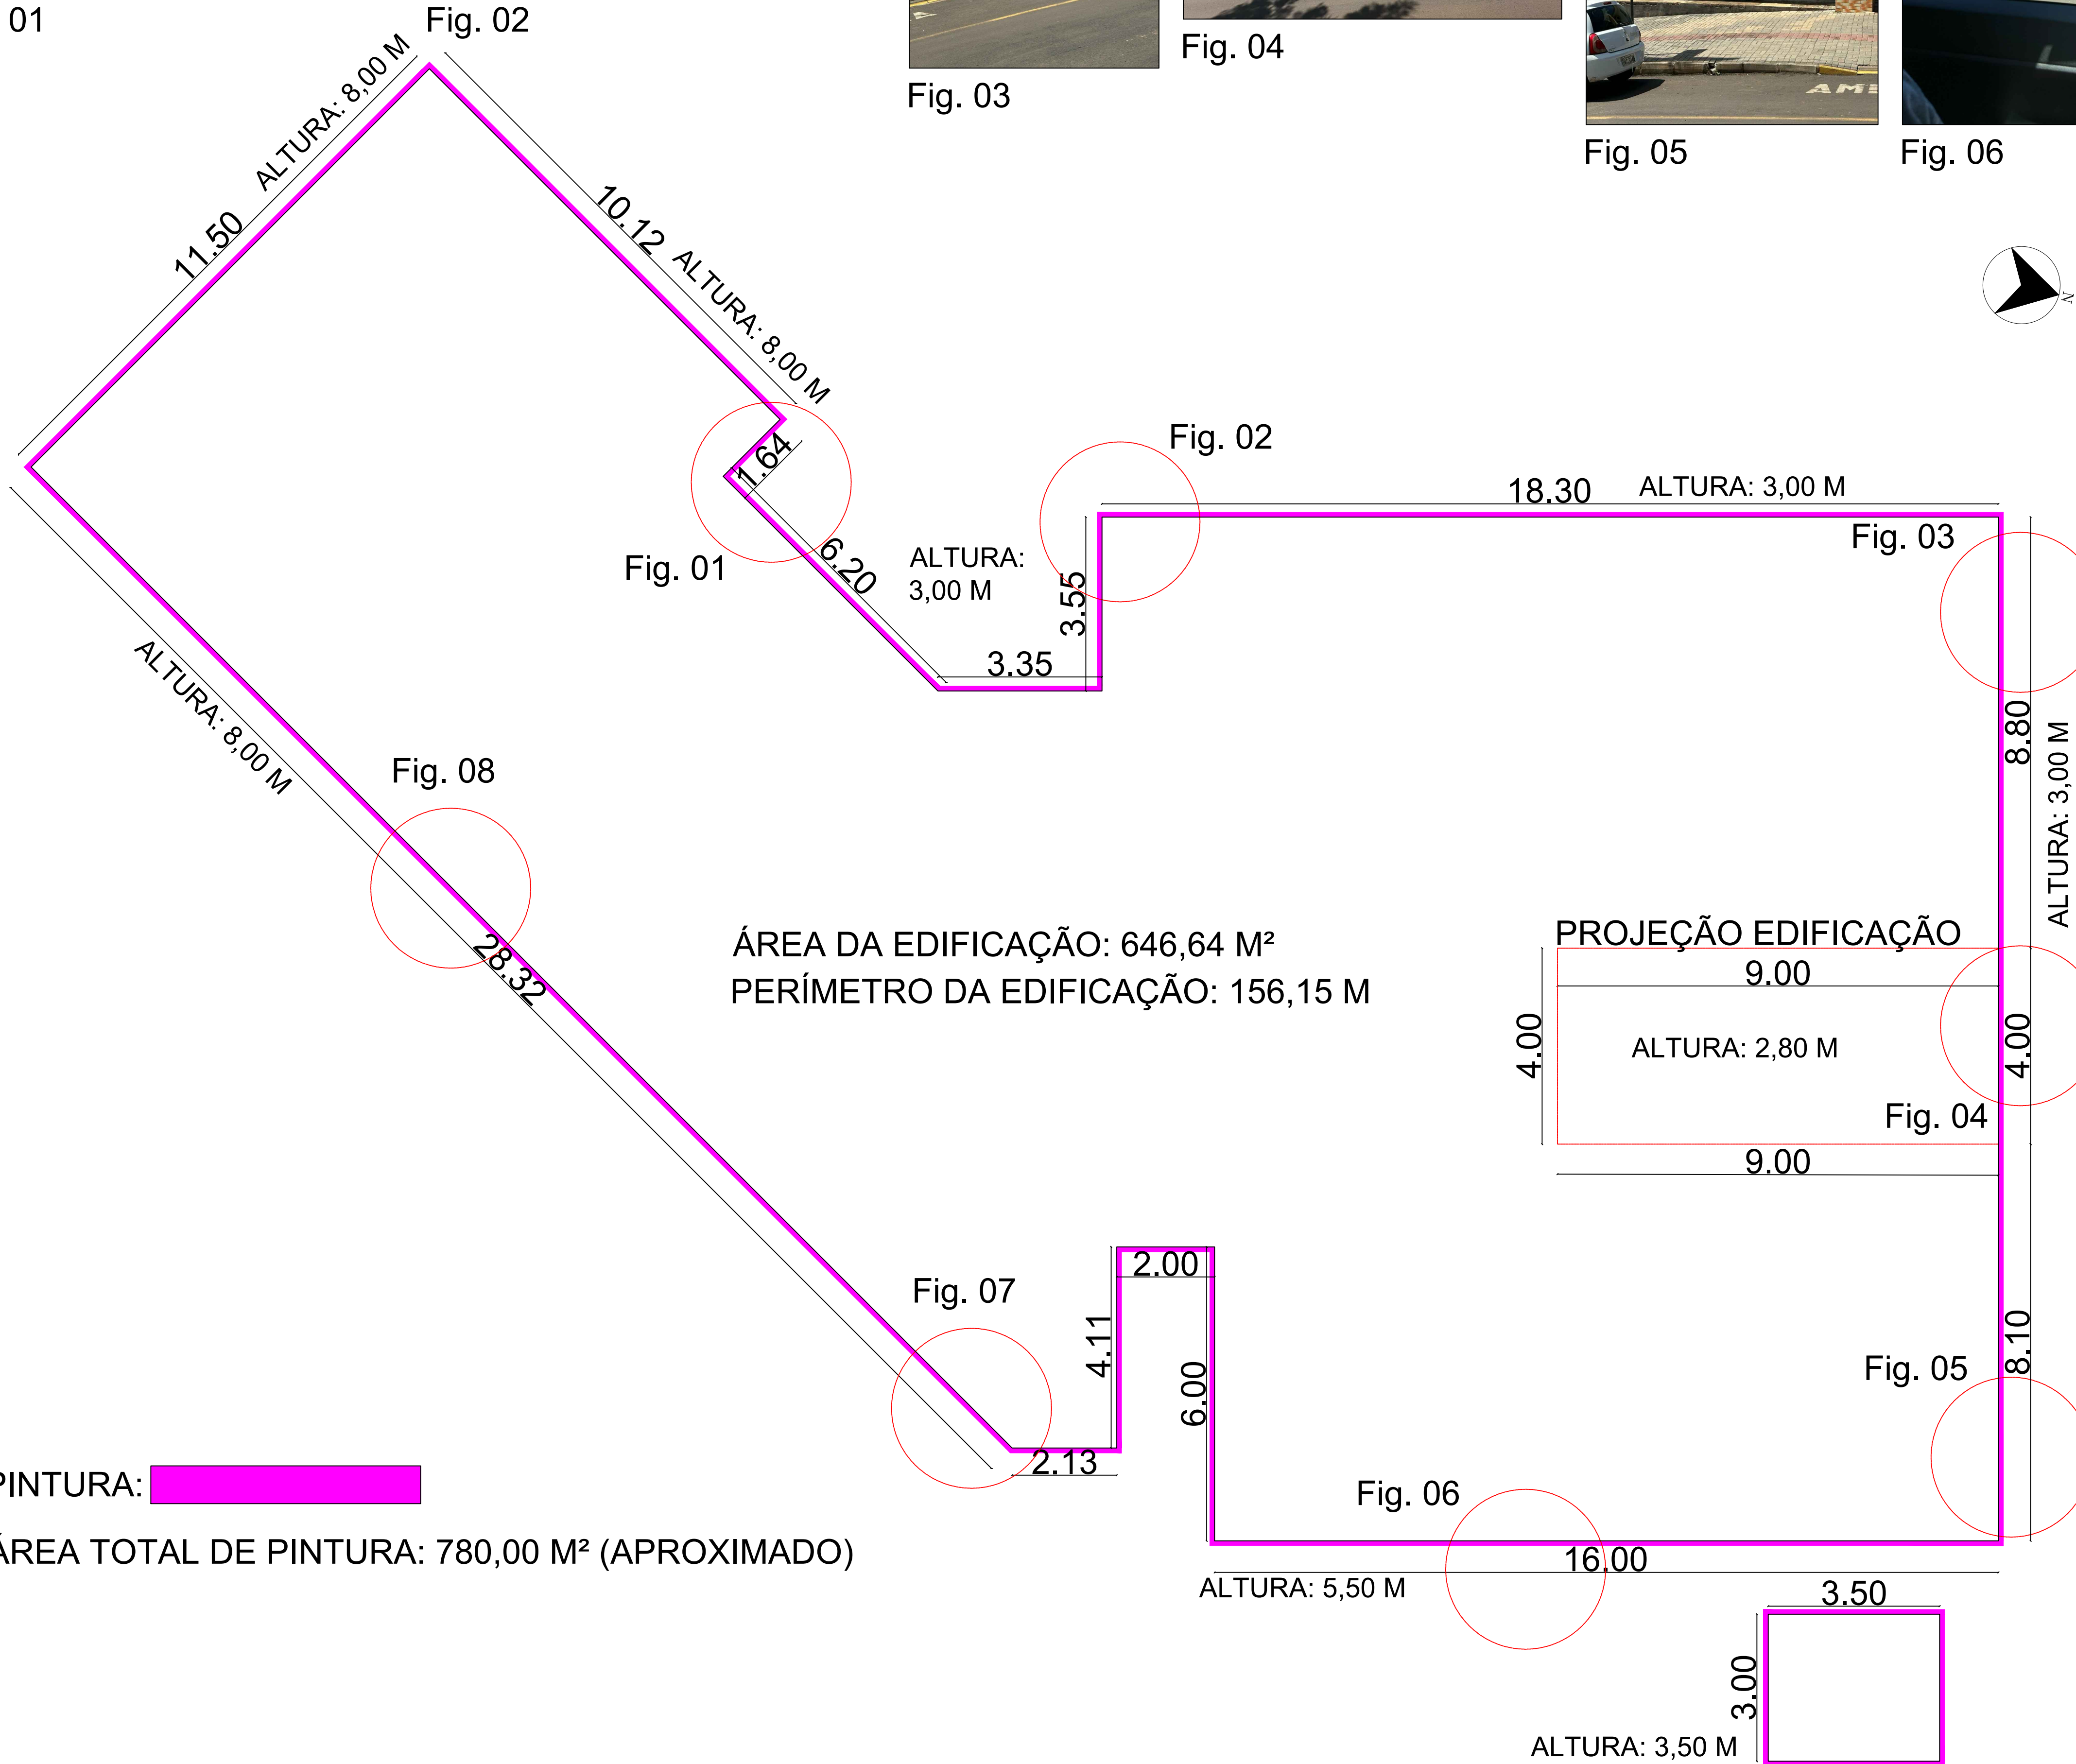 01
Fig. 02
Fig. 03
Fig. 04
Fig. 05
Fig. 06
ALTURA: 8,00 M
11.50
10.12
ALTURA: 8,00 M
N
1.64
Fig. 01
6.20
ALTURA:
3,00 M
3.55
3.35
Fig. 02
18.30
ALTURA: 3,00 M
Fig. 03
8.80
ALTURA: 3,00 M
ALTURA: 8,00 M
Fig. 08
28.32
ÁREA DA EDIFICAÇÃO: 646,64 M²
PERÍMETRO DA EDIFICAÇÃO: 156,15 M
PROJEÇÃO EDIFICAÇÃO
9.00
4.00
ALTURA: 2,80 M
4.00
Fig. 04
9.00
Fig. 07
2.00
4.11
6.00
2.13
8.10
Fig. 05
Fig. 06
16.00
ALTURA: 5,50 M
PINTURA:
ÁREA TOTAL DE PINTURA: 780,00 M² (APROXIMADO)
3.50
3.00
ALTURA: 3,50 M